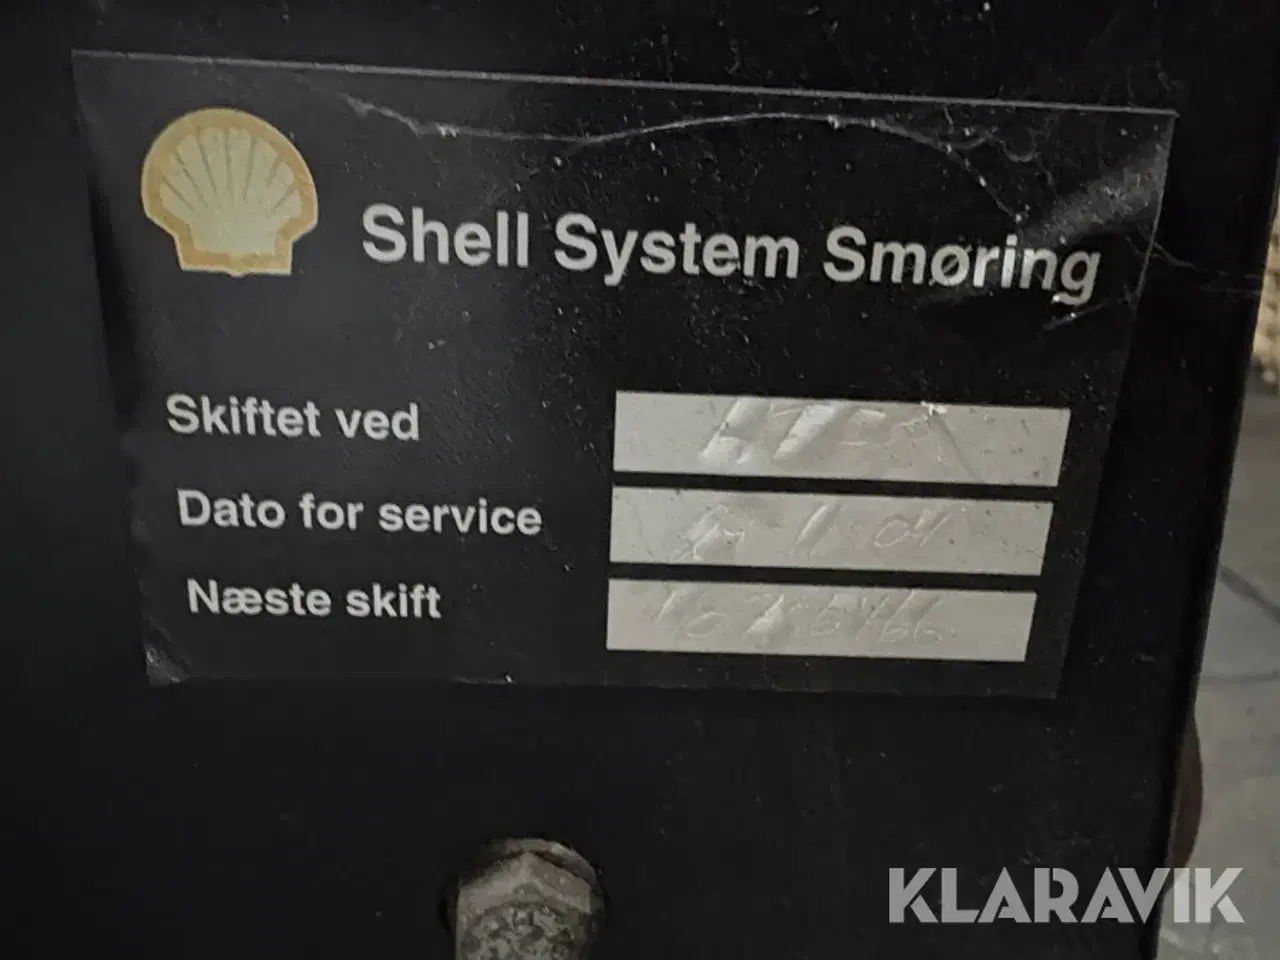 Shell System Smøring
Skiftet ved
Dato for service
Næste skift
KLARAVIK